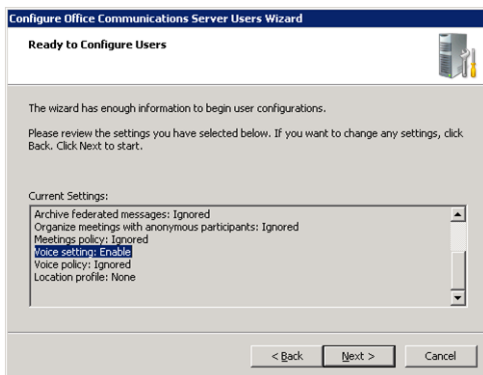 Configure Office Communications Server Users Wizard
Ready to Configure Users
The wizard has enough information to begin user configurations.
Please review the settings you have selected below. If you want to change any settings, click
Back. Click Next to start.
Current Settings:
Archive federated messages: Ignored
Organize meetings with anonymous participants: Ignored
Meetings policy: Ignored
Voice setting: Enable
Voice policy: Ignored
Location profile: None
< Back
Next >
Cancel